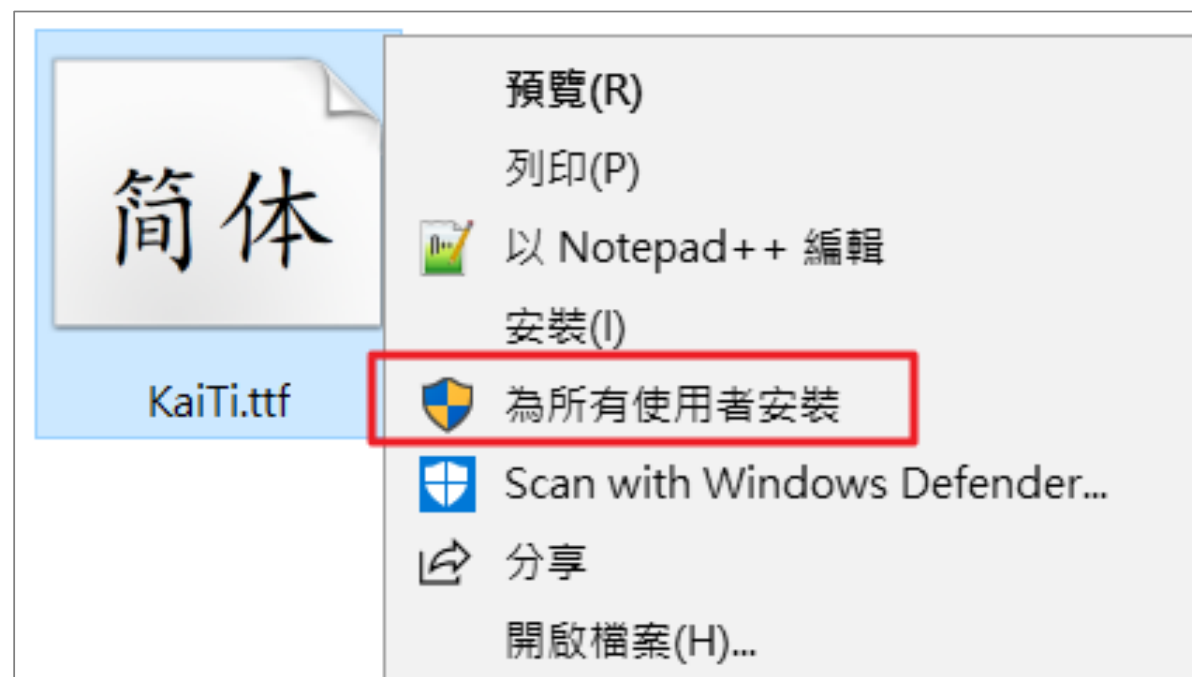 简体
KaiTi.ttf
預覽(R)
列印(P)
以 Notepad++ 編輯
安裝(I)
為所有使用者安裝
Scan with Windows Defender...
分享
開啟檔案(H)...